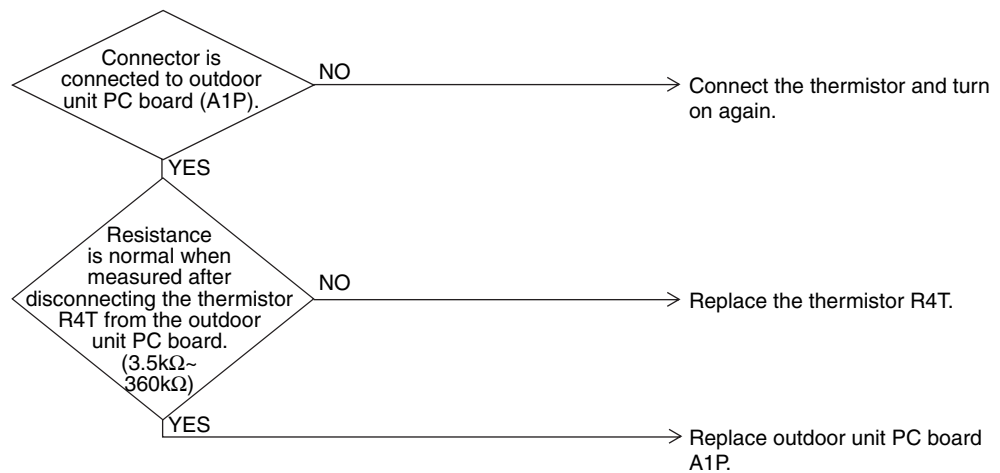 Connector is
connected to outdoor
unit PC board (A1P).
NO
Connect the thermistor and turn
on again.
YES
Resistance
is normal when
measured after
disconnecting the thermistor
R4T from the outdoor
unit PC board.
(3.5kΩ~
360kΩ)
NO
Replace the thermistor R4T.
YES
Replace outdoor unit PC board
A1P.